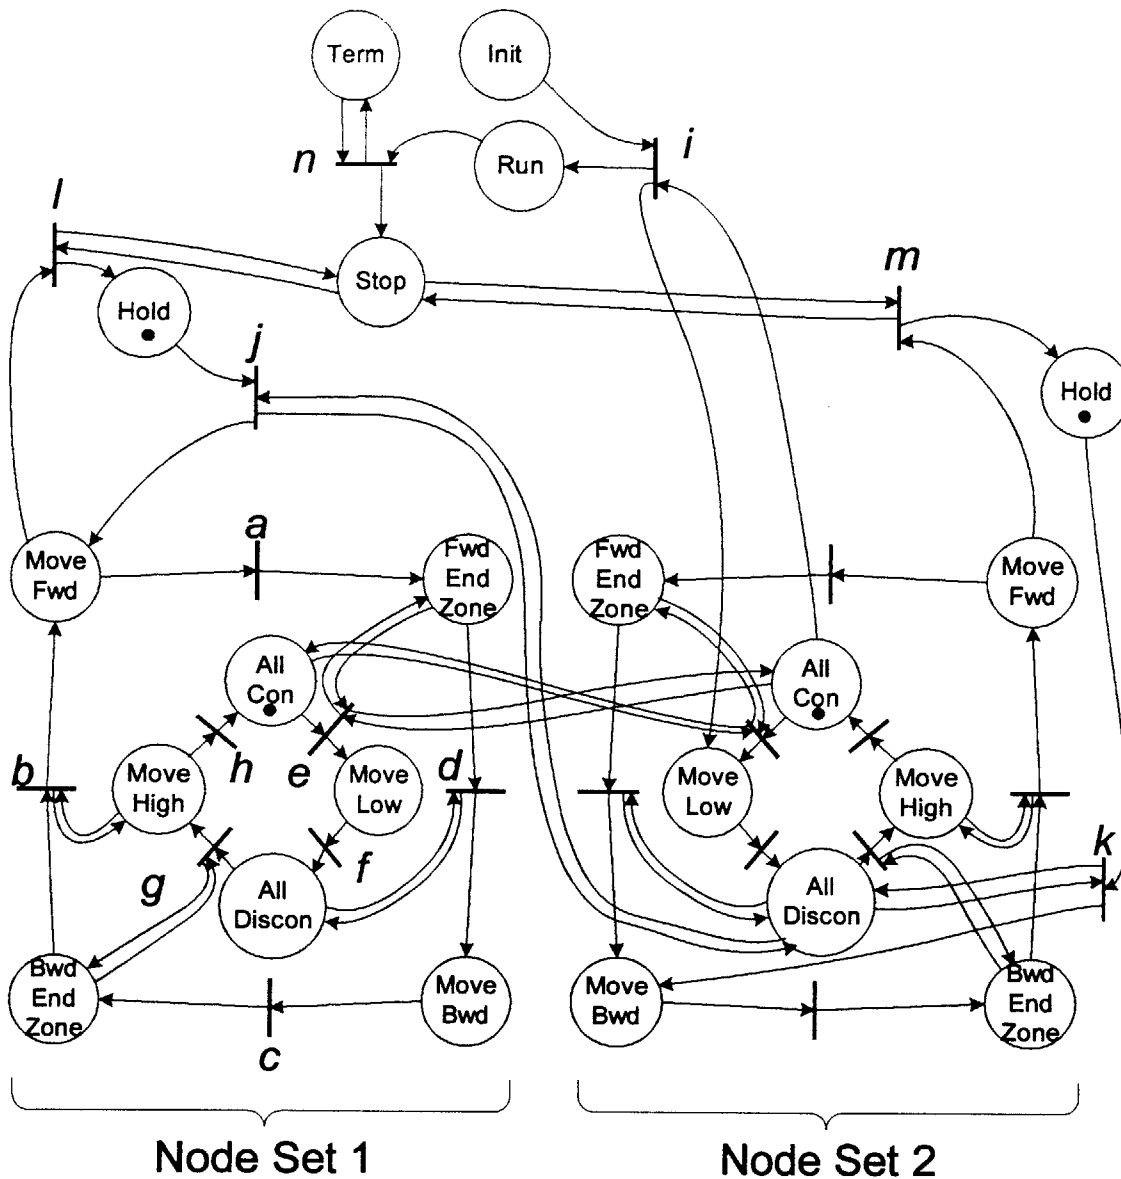 Term
Init
n
Run
i
l
Stop
m
Hold
j
Hold
a
Move
Fwd
Fwd
End
Zone
Fwd
End
Zone
Move
Fwd
All
Con
All
Con
b
Move
High
h
e
Move
Low
d
Move
Low
Move
High
g
f
All
Discon
All
Discon
k
Bwd
End
Zone
Move
Bwd
Move
Bwd
Bwd
End
Zone
c
Node Set 1
Node Set 2